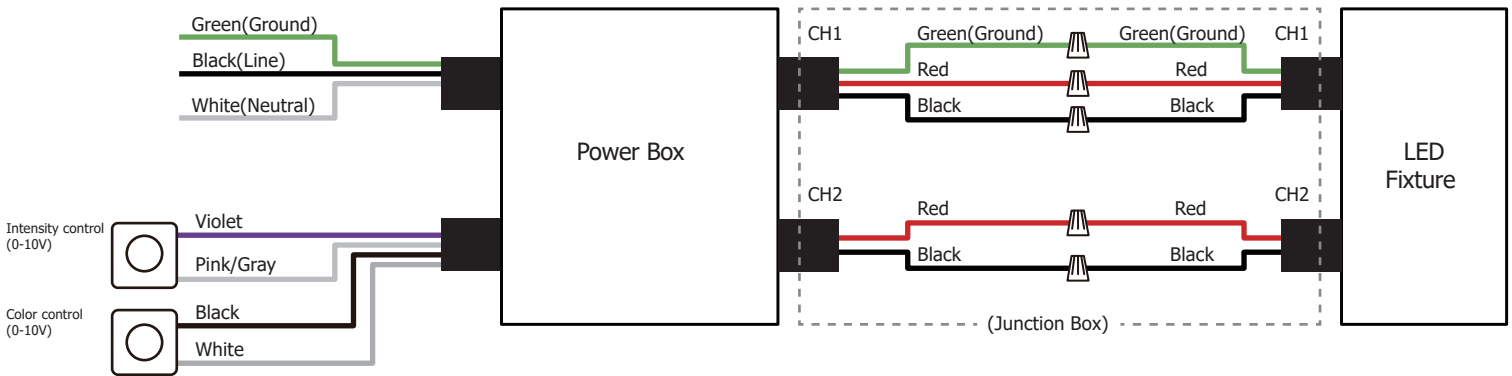 Green(Ground)
Black(Line)
White(Neutral)
Intensity control
(0-10V)
Violet
Pink/Gray
Color control
(0-10V)
Black
White
Power Box
CH1
Green(Ground)
Green(Ground)
CH1
Red
Red
Black
Black
CH2
CH2
Red
Red
Black
Black
(Junction Box)
LED
Fixture